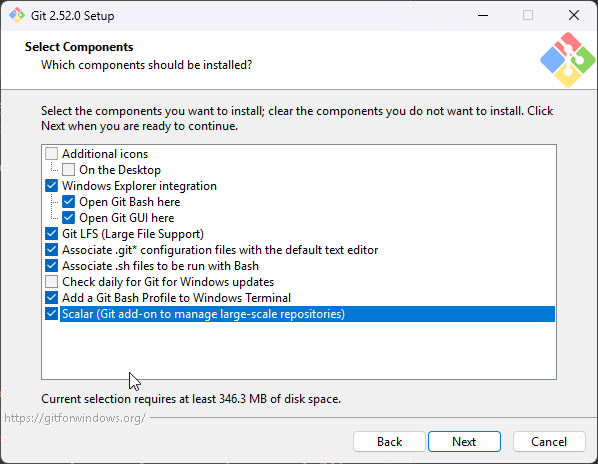 Git 2.52.0 Setup
Select Components
Which components should be installed?
Select the components you want to install; clear the components you do not want to install. Click
Next when you are ready to continue.
Additional icons
On the Desktop
Windows Explorer integration
Open Git Bash here
Open Git GUI here
Git LFS (Large File Support)
Associate .git* configuration files with the default text editor
Associate .sh files to be run with Bash
Check daily for Git for Windows updates
Add a Git Bash Profile to Windows Terminal
Scalar (Git add-on to manage large-scale repositories)
Current selection requires at least 346.3 MB of disk space.
https://gitforwindows.org/
Back Next Cancel